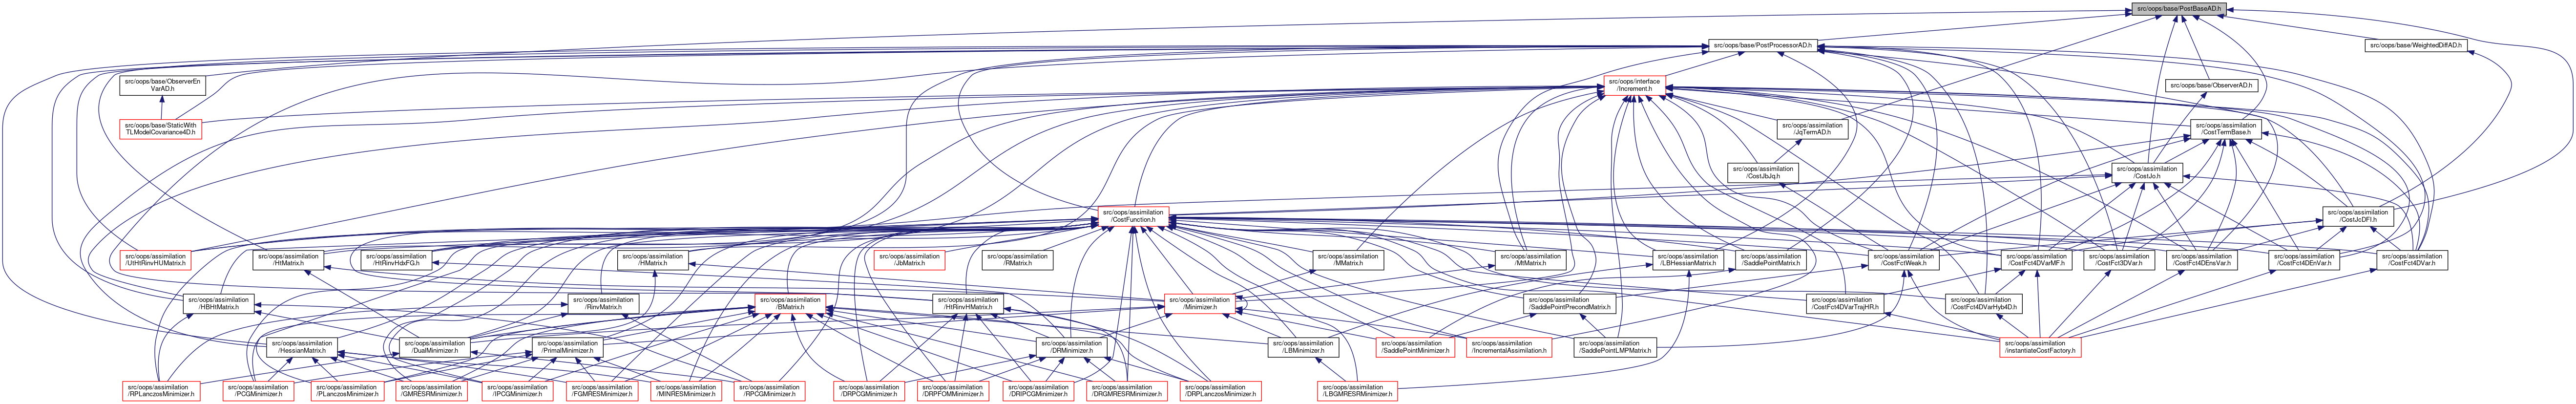 src/oops/base/PostBaseAD.h
src/oops/base/PostProcessorAD.h
src/oops/base/WeightedDiffAD.h
src/oops/base/ObserverEn
VarAD.h
src/oops/interface
/Increment.h
src/oops/base/ObserverAD.h
src/oops/base/StaticWith
TLModelCovariance4D.h
src/oops/assimilation
/JqTermAD.h
src/oops/assimilation
/CostTermBase.h
src/oops/assimilation
/CostJbJq.h
src/oops/assimilation
/CostJo.h
src/oops/assimilation
/CostFunction.h
src/oops/assimilation
/CostJcDFI.h
src/oops/assimilation
/UtHtRinvHUMatrix.h
src/oops/assimilation
/HtMatrix.h
src/oops/assimilation
/HtRinvHdxFG.h
src/oops/assimilation
/HMatrix.h
src/oops/assimilation
/JbMatrix.h
src/oops/assimilation
/RMatrix.h
src/oops/assimilation
/MMatrix.h
src/oops/assimilation
/MtMatrix.h
src/oops/assimilation
/LBHessianMatrix.h
src/oops/assimilation
/SaddlePointMatrix.h
src/oops/assimilation
/CostFctWeak.h
src/oops/assimilation
/CostFct4DVarMF.h
src/oops/assimilation
/CostFct3DVar.h
src/oops/assimilation
/CostFct4DEnsVar.h
src/oops/assimilation
/CostFct4DEnVar.h
src/oops/assimilation
/CostFct4DVar.h
src/oops/assimilation
/HBHtMatrix.h
src/oops/assimilation
/RinvMatrix.h
src/oops/assimilation
/BMatrix.h
src/oops/assimilation
/HtRinvHMatrix.h
src/oops/assimilation
/Minimizer.h
src/oops/assimilation
/SaddlePointPrecondMatrix.h
src/oops/assimilation
/CostFct4DVarTrajHR.h
src/oops/assimilation
/CostFct4DVarHyb4D.h
src/oops/assimilation
/HessianMatrix.h
src/oops/assimilation
/DualMinimizer.h
src/oops/assimilation
/PrimalMinimizer.h
src/oops/assimilation
/DRMinimizer.h
src/oops/assimilation
/LBMinimizer.h
src/oops/assimilation
/SaddlePointMinimizer.h
src/oops/assimilation
/IncrementalAssimilation.h
src/oops/assimilation
/SaddlePointLMPMatrix.h
src/oops/assimilation
/instantiateCostFactory.h
src/oops/assimilation
/RPLanczosMinimizer.h
src/oops/assimilation
/PCGMinimizer.h
src/oops/assimilation
/PLanczosMinimizer.h
src/oops/assimilation
/GMRESRMinimizer.h
src/oops/assimilation
/IPCGMinimizer.h
src/oops/assimilation
/FGMRESMinimizer.h
src/oops/assimilation
/MINRESMinimizer.h
src/oops/assimilation
/RPCGMinimizer.h
src/oops/assimilation
/DRPCGMinimizer.h
src/oops/assimilation
/DRPFOMMinimizer.h
src/oops/assimilation
/DRIPCGMinimizer.h
src/oops/assimilation
/DRGMRESRMinimizer.h
src/oops/assimilation
/DRPLanczosMinimizer.h
src/oops/assimilation
/LBGMRESRMinimizer.h